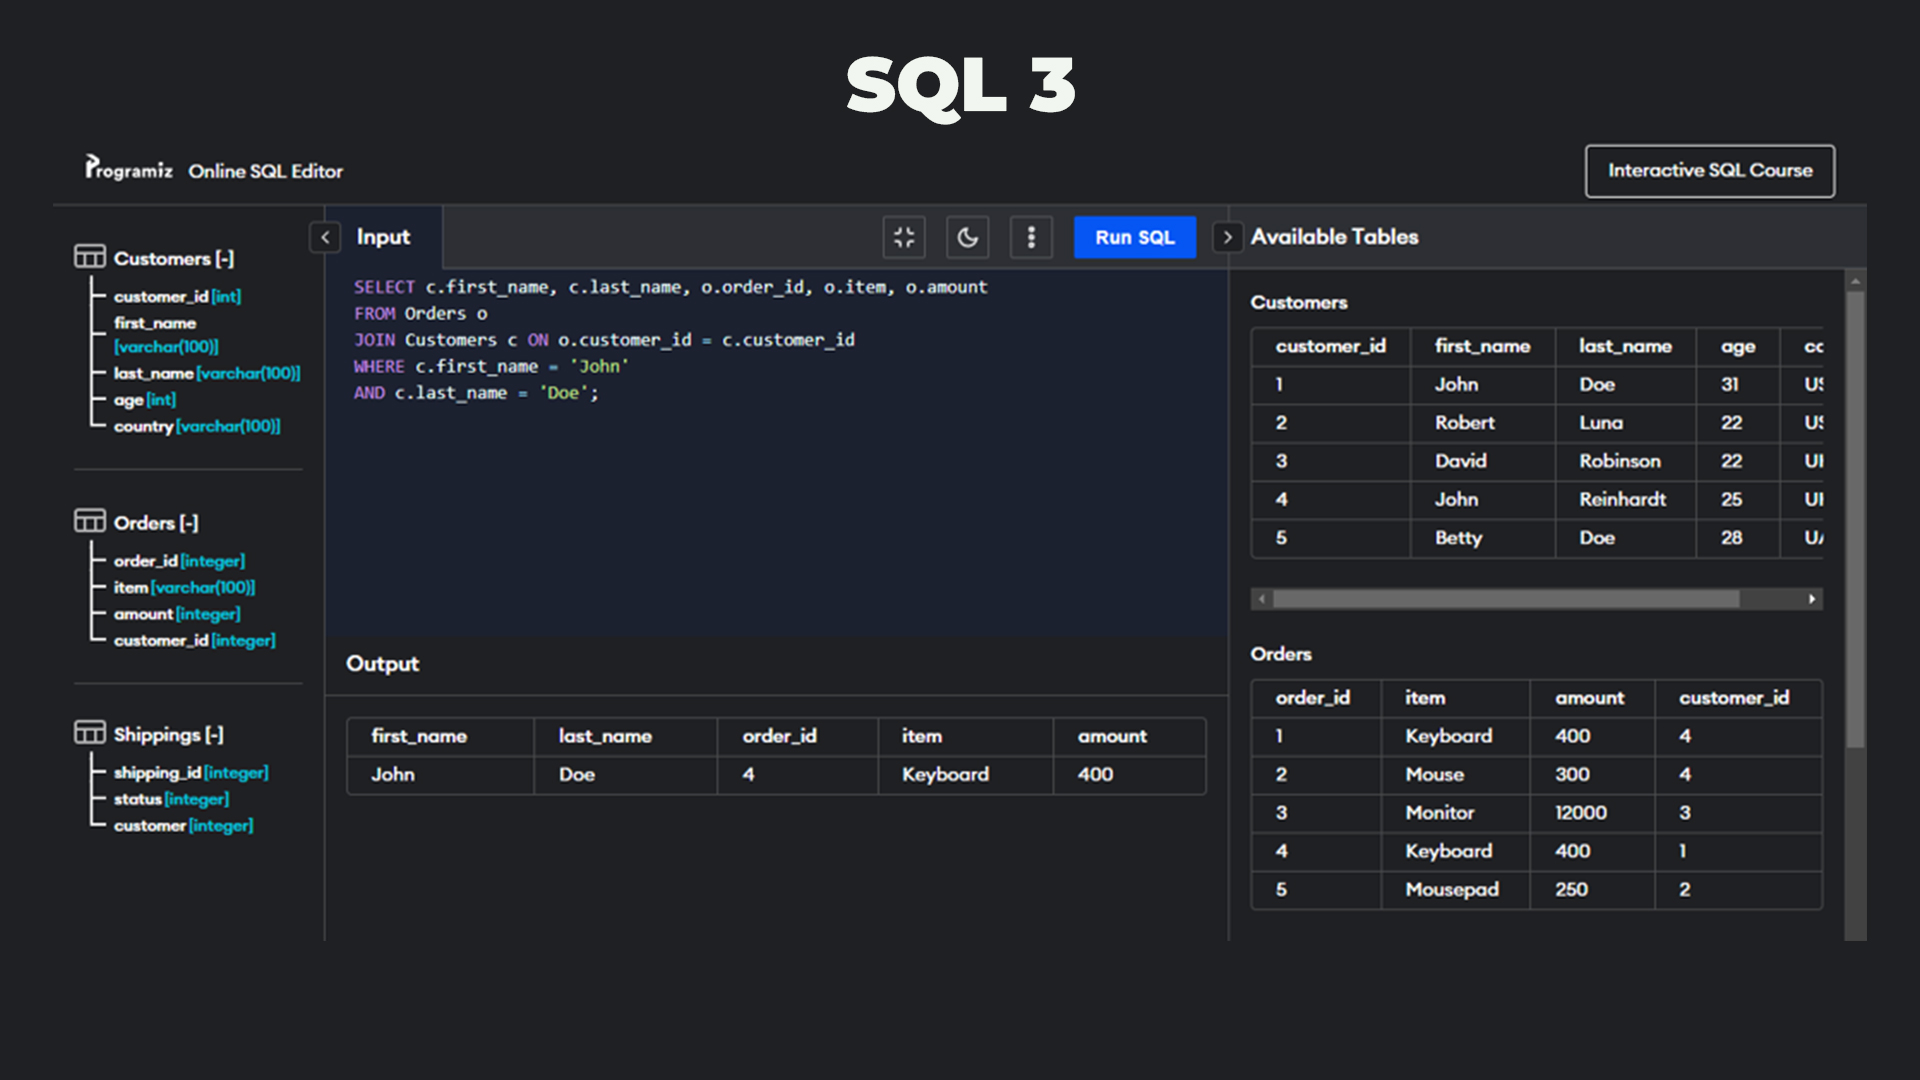 SQL 3
Programiz Online SQL Editor
Interactive SQL Course
Customers [-]
customer_id [int]
first_name
[varchar(100)]
last_name [varchar(100)]
age [int]
country [varchar(100)]
Orders [-]
order_id [integer]
item [varchar(100)]
amount [integer]
customer_id [integer]
Shippings [-]
shipping_id [integer]
status [integer]
customer [integer]
Input
Run SQL
SELECT c.first_name, c.last_name, o.order_id, o.item, o.amount
FROM Orders o
JOIN Customers c ON o.customer_id = c.customer_id
WHERE c.first_name = 'John'
AND c.last_name = 'Doe';
Output
first_name last_name order_id item amount
John Doe 4 Keyboard 400
Available Tables
Customers
customer_id first_name last_name age
1 John Doe 31
2 Robert Luna 22
3 David Robinson 22
4 John Reinhardt 25
5 Betty Doe 28
Orders
order_id item amount customer_id
1 Keyboard 400 4
2 Mouse 300 4
3 Monitor 12000 3
4 Keyboard 400 1
5 Mousepad 250 2